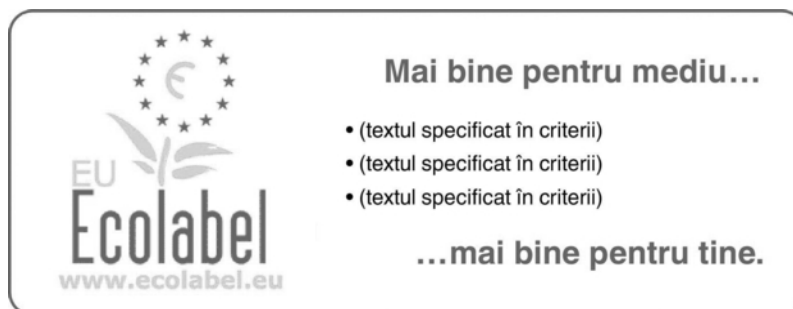 Mai bine pentru mediu…
• (textul specificat în criterii)
• (textul specificat în criterii)
• (textul specificat în criterii)
…mai bine pentru tine.
EU
Ecolabel
www.ecolabel.eu